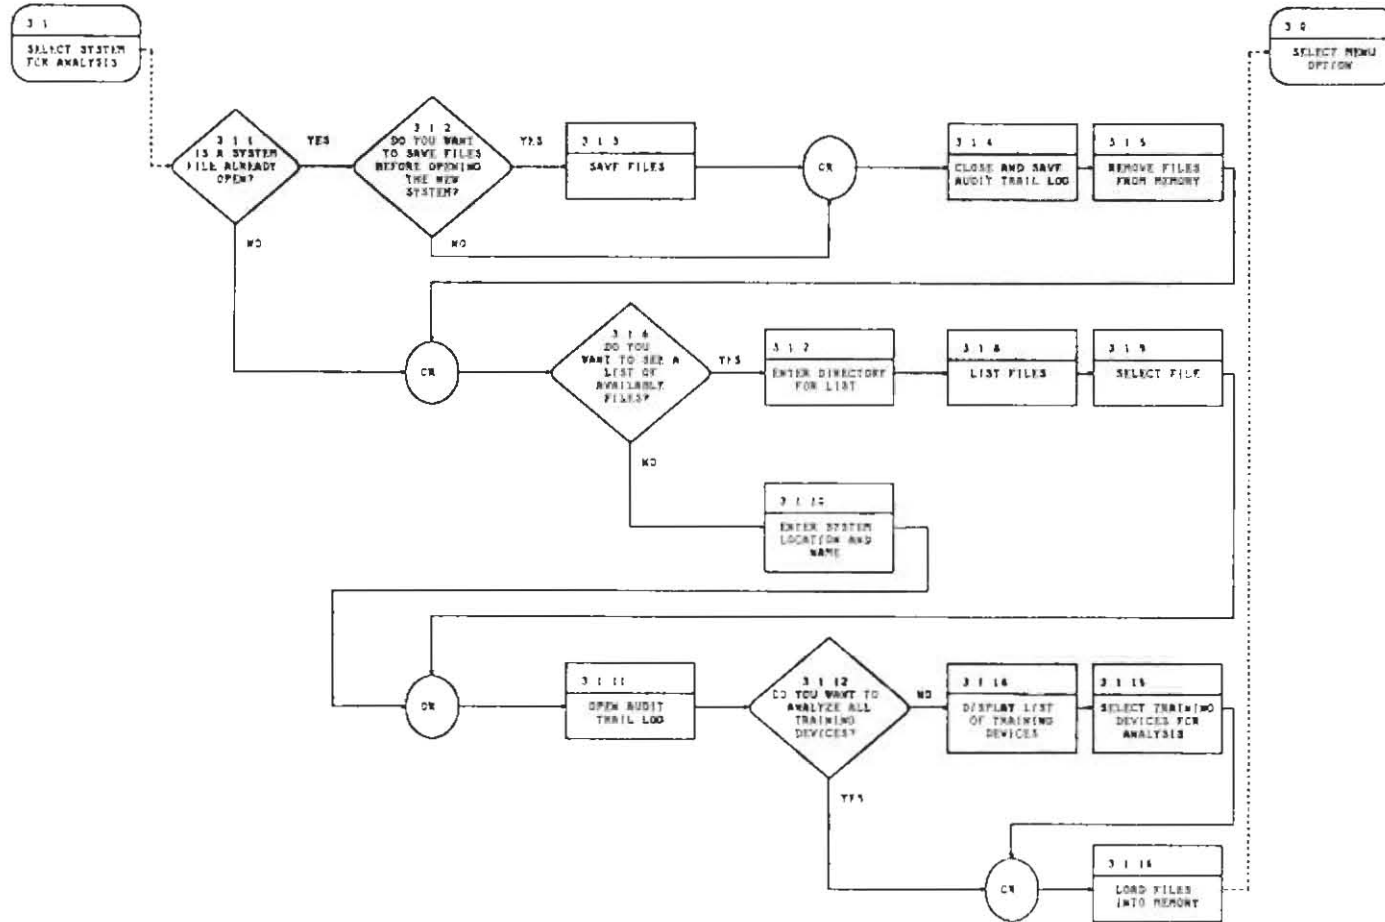 3 1
SELECT SYSTEM
FOR ANALYSIS
3 0
SELECT MENU
OPTION
3 1 1
IS A SYSTEM
FILE ALREADY
OPEN?
YES
NO
3 1 2
DO YOU WANT
TO SAVE FILES
BEFORE OPENING
THE NEW
SYSTEM?
YES
NO
3 1 3
SAVE FILES
OR
3 1 4
CLOSE AND SAVE
AUDIT TRAIL LOG
3 1 5
REMOVE FILES
FROM MEMORY
OR
3 1 6
DO YOU
WANT TO SEE A
LIST OF
AVAILABLE
FILES?
YES
NO
3 1 7
ENTER DIRECTORY
FOR LIST
3 1 8
LIST FILES
3 1 9
SELECT FILE
3 1 10
ENTER SYSTEM
LOCATION AND
NAME
OR
3 1 11
OPEN AUDIT
TRAIL LOG
3 1 12
DO YOU WANT TO
ANALYZE ALL
TRAINING
DEVICES?
NO
YES
3 1 14
DISPLAY LIST
OF TRAINING
DEVICES
3 1 15
SELECT TRAINING
DEVICES FOR
ANALYSIS
OR
3 1 16
LOAD FILES
INTO MEMORY